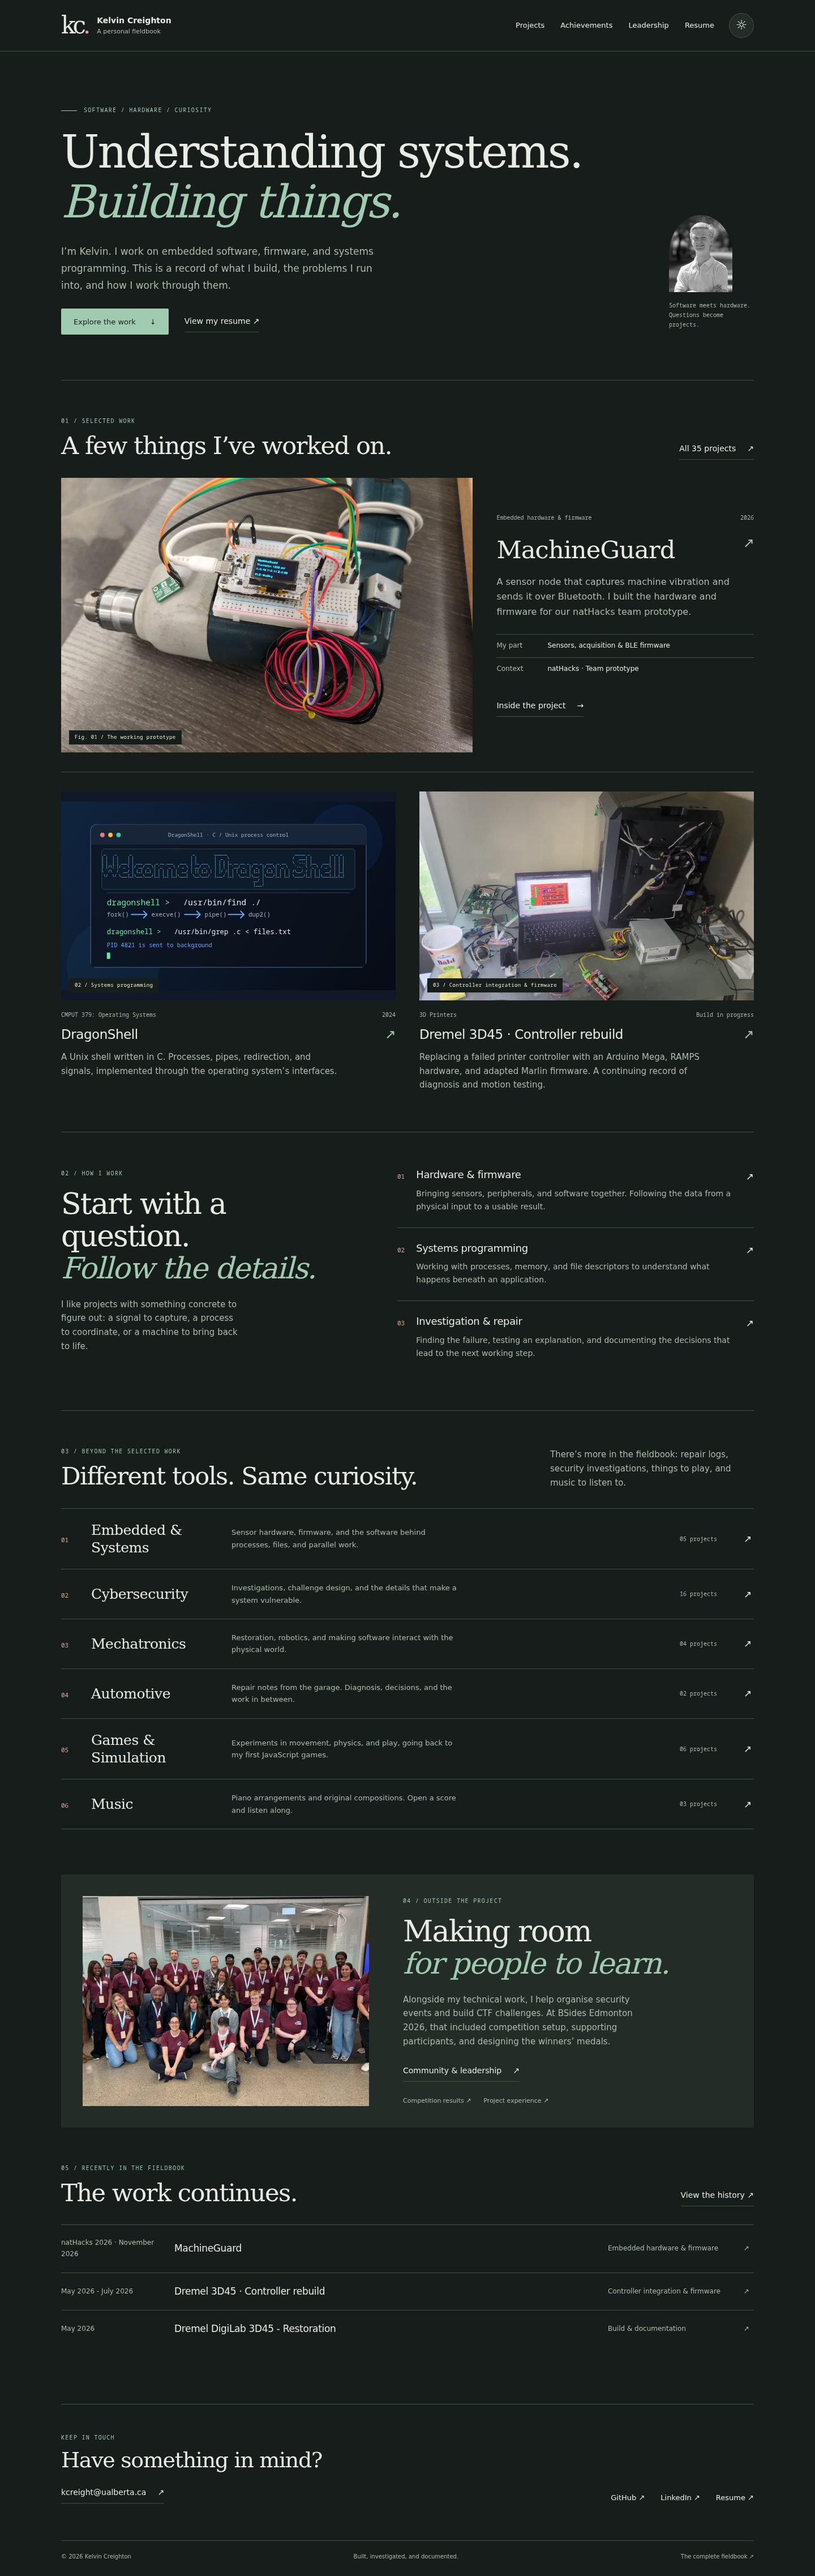 kc.
Kelvin Creighton
A personal fieldbook
Projects
Achievements
Leadership
Resume
SOFTWARE / HARDWARE / CURIOSITY
Understanding systems.
Building things.
I’m Kelvin. I work on embedded software, firmware, and systems
programming. This is a record of what I build, the problems I run
into, and how I work through them.
Explore the work ↓
View my resume ↗
Software meets hardware.
Questions become
projects.
01 / SELECTED WORK
A few things I’ve worked on.
All 35 projects ↗
Fig. 01 / The working prototype
Embedded hardware & firmware
2026
MachineGuard ↗
A sensor node that captures machine vibration and
sends it over Bluetooth. I built the hardware and
firmware for our natHacks team prototype.
My part
Sensors, acquisition & BLE firmware
Context
natHacks · Team prototype
Inside the project →
DragonShell · C / Unix process control
Welcome to DragonShell!
dragonshell > /usr/bin/find ./
fork() execve() pipe() dup2()
dragonshell > /usr/bin/grep .c < files.txt
PID 4821 is sent to background
02 / Systems programming
CMPUT 379: Operating Systems
2024
DragonShell ↗
A Unix shell written in C. Processes, pipes, redirection, and
signals, implemented through the operating system’s interfaces.
03 / Controller integration & firmware
3D Printers
Build in progress
Dremel 3D45 · Controller rebuild ↗
Replacing a failed printer controller with an Arduino Mega, RAMPS
hardware, and adapted Marlin firmware. A continuing record of
diagnosis and motion testing.
02 / HOW I WORK
Start with a
question.
Follow the details.
I like projects with something concrete to
figure out: a signal to capture, a process
to coordinate, or a machine to bring back
to life.
01
Hardware & firmware ↗
Bringing sensors, peripherals, and software together. Following the data from a
physical input to a usable result.
02
Systems programming ↗
Working with processes, memory, and file descriptors to understand what
happens beneath an application.
03
Investigation & repair ↗
Finding the failure, testing an explanation, and documenting the decisions that
lead to the next working step.
03 / BEYOND THE SELECTED WORK
Different tools. Same curiosity.
There’s more in the fieldbook: repair logs,
security investigations, things to play, and
music to listen to.
01
Embedded &
Systems
Sensor hardware, firmware, and the software behind
processes, files, and parallel work.
05 projects ↗
02
Cybersecurity
Investigations, challenge design, and the details that make a
system vulnerable.
16 projects ↗
03
Mechatronics
Restoration, robotics, and making software interact with the
physical world.
04 projects ↗
04
Automotive
Repair notes from the garage. Diagnosis, decisions, and the
work in between.
02 projects ↗
05
Games &
Simulation
Experiments in movement, physics, and play, going back to
my first JavaScript games.
06 projects ↗
06
Music
Piano arrangements and original compositions. Open a score
and listen along.
03 projects ↗
04 / OUTSIDE THE PROJECT
Making room
for people to learn.
Alongside my technical work, I help organise security
events and build CTF challenges. At BSides Edmonton
2026, that included competition setup, supporting
participants, and designing the winners’ medals.
Community & leadership ↗
Competition results ↗
Project experience ↗
05 / RECENTLY IN THE FIELDBOOK
The work continues.
View the history ↗
natHacks 2026 · November
2026
MachineGuard
Embedded hardware & firmware ↗
May 2026 - July 2026
Dremel 3D45 · Controller rebuild
Controller integration & firmware ↗
May 2026
Dremel DigiLab 3D45 - Restoration
Build & documentation ↗
KEEP IN TOUCH
Have something in mind?
kcreight@ualberta.ca ↗
GitHub ↗
LinkedIn ↗
Resume ↗
© 2026 Kelvin Creighton
Built, investigated, and documented.
The complete fieldbook ↗